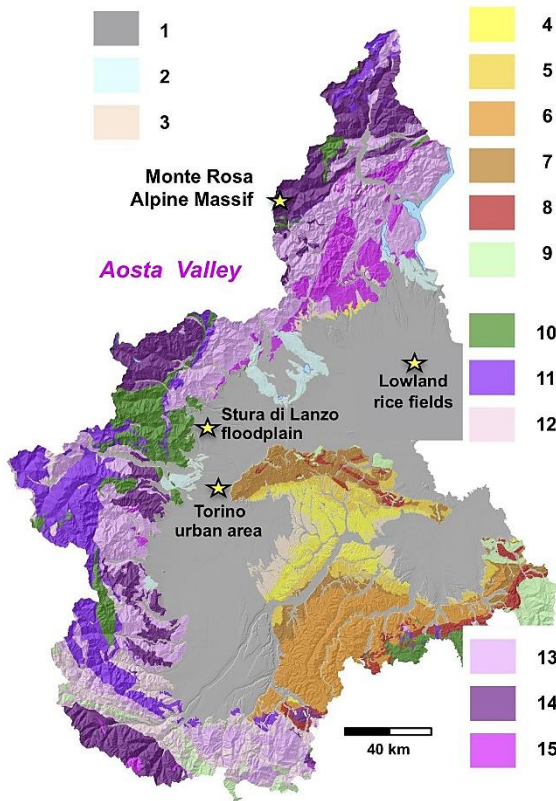 1
2
3
4
5
6
7
8
9
10
11
12
Monte Rosa
Alpine Massif
Aosta Valley
Lowland
rice fields
Stura di Lanzo
floodplain
Torino
urban area
13
14
15
40 km